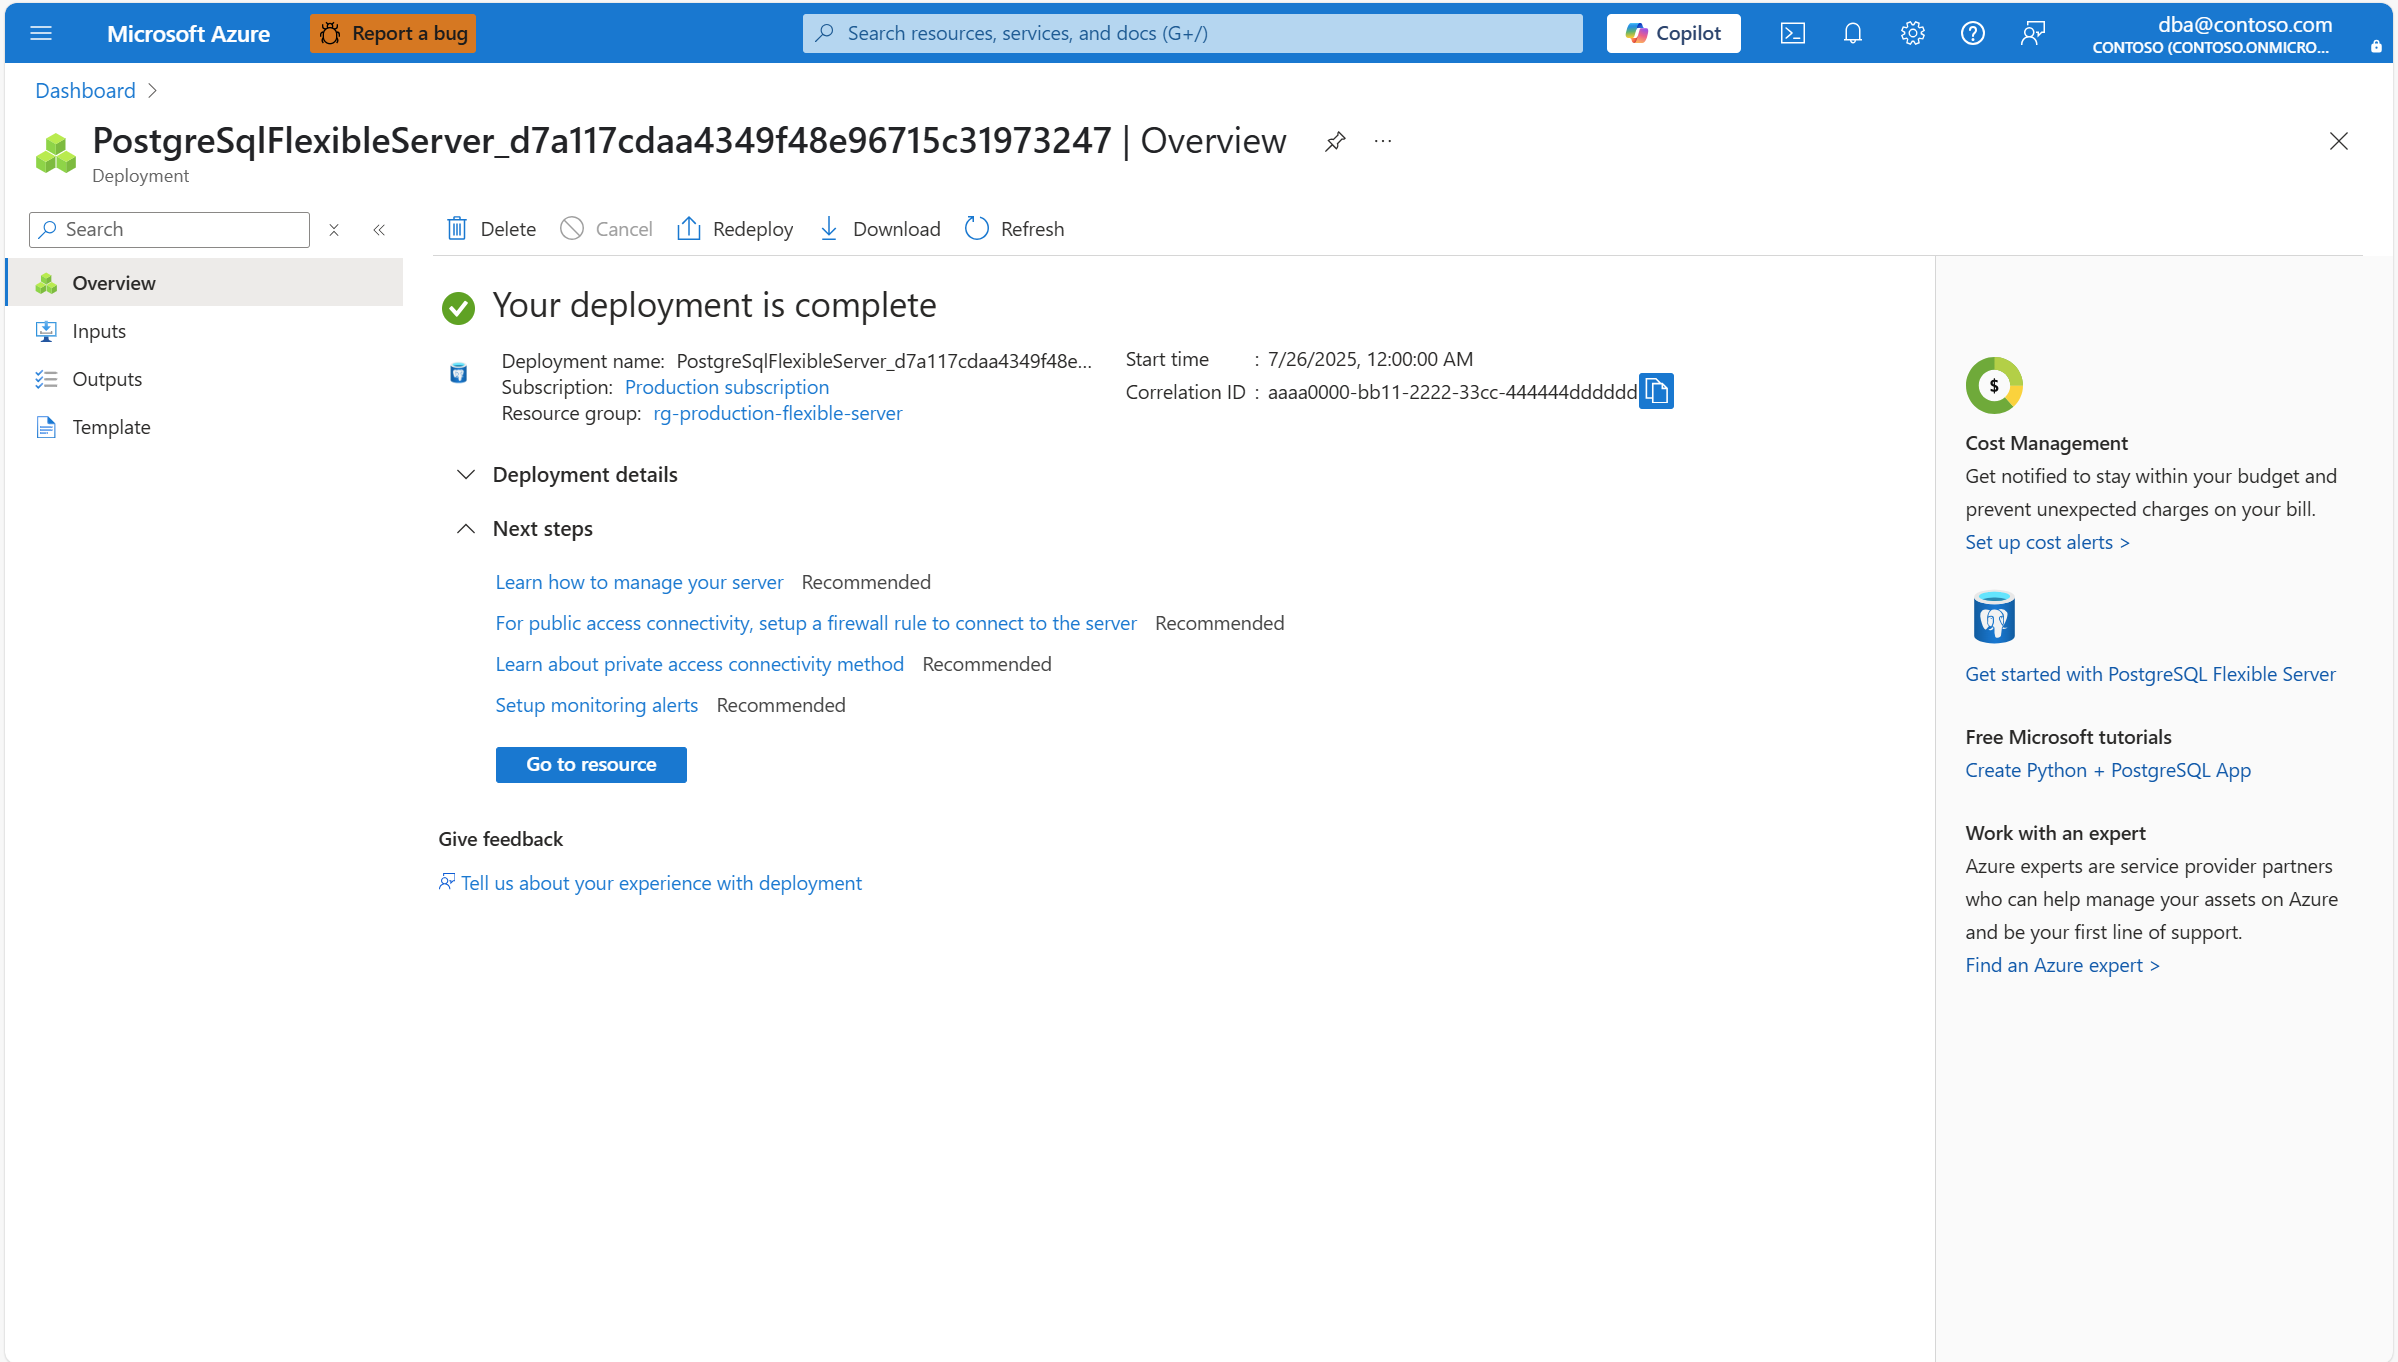 Microsoft Azure
Report a bug
Search resources, services, and docs (G+/)
Copilot
dba@contoso.com
CONTOSO (CONTOSO.ONMICRO...
Dashboard
PostgreSqlFlexibleServer_d7a117cdaa4349f48e96715c31973247 | Overview
Deployment
Search
Delete
Cancel
Redeploy
Download
Refresh
Overview
Inputs
Outputs
Template
Your deployment is complete
Deployment name: PostgreSqlFlexibleServer_d7a117cdaa4349f48e...
Subscription: Production subscription
Resource group: rg-production-flexible-server
Start time : 7/26/2025, 12:00:00 AM
Correlation ID : aaaa0000-bb11-2222-33cc-444444dddddd
Deployment details
Next steps
Learn how to manage your server Recommended
For public access connectivity, setup a firewall rule to connect to the server Recommended
Learn about private access connectivity method Recommended
Setup monitoring alerts Recommended
Go to resource
Give feedback
Tell us about your experience with deployment
$
Cost Management
Get notified to stay within your budget and
prevent unexpected charges on your bill.
Set up cost alerts >
Get started with PostgreSQL Flexible Server
Free Microsoft tutorials
Create Python + PostgreSQL App
Work with an expert
Azure experts are service provider partners
who can help manage your assets on Azure
and be your first line of support.
Find an Azure expert >